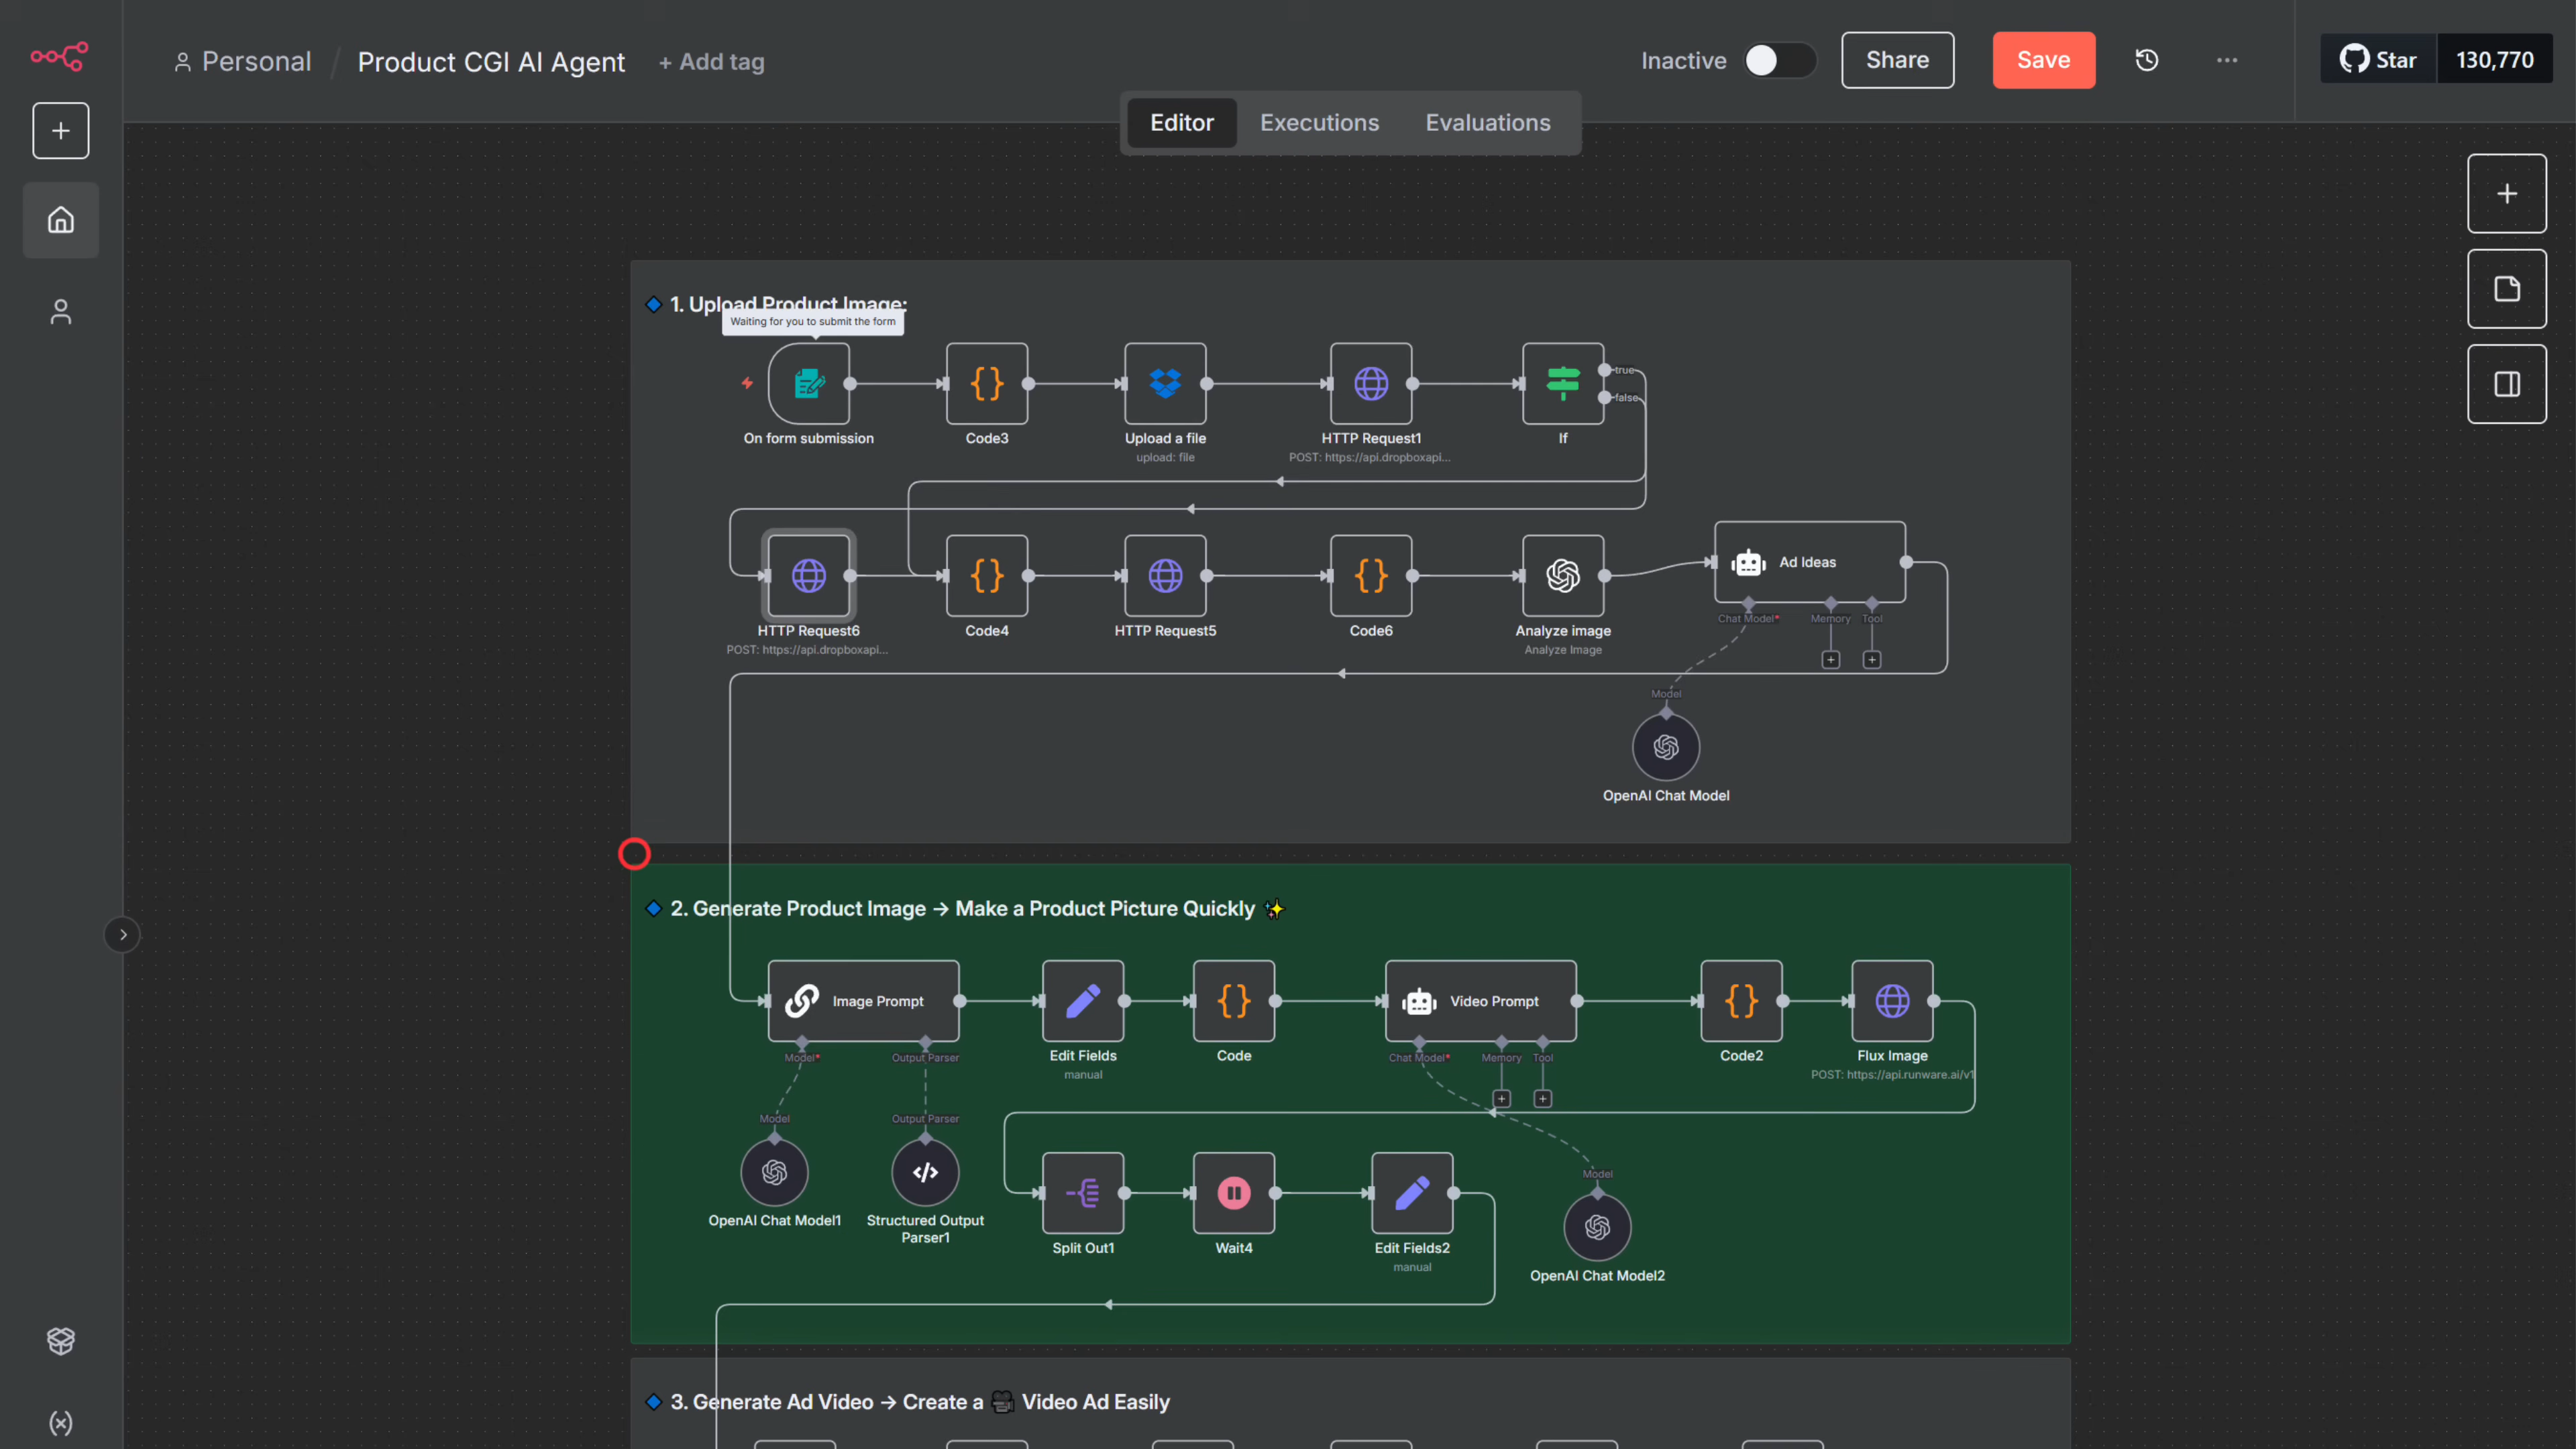 Personal / Product CGI AI Agent + Add tag
Inactive Share Save ... Star 130,770
Editor Executions Evaluations
1. Upload Product Image:
Waiting for you to submit the form
true
false
On form submission Code3 Upload a file HTTP Request1 If
upload: file POST: https://api.dropboxapi...
Ad Ideas
Chat Model* Memory Tool
HTTP Request6 Code4 HTTP Request5 Code6 Analyze image
POST: https://api.dropboxapi... Analyze Image
Model
OpenAI Chat Model
2. Generate Product Image → Make a Product Picture Quickly ✨
Image Prompt Video Prompt
Model* Output Parser Edit Fields Code Chat Model* Memory Tool Code2 Flux Image
manual POST: https://api.runware.ai/v1
Model Output Parser
Model
OpenAI Chat Model1 Structured Output
Parser1
Split Out1 Wait4 Edit Fields2
manual
OpenAI Chat Model2
3. Generate Ad Video → Create a 🎥 Video Ad Easily